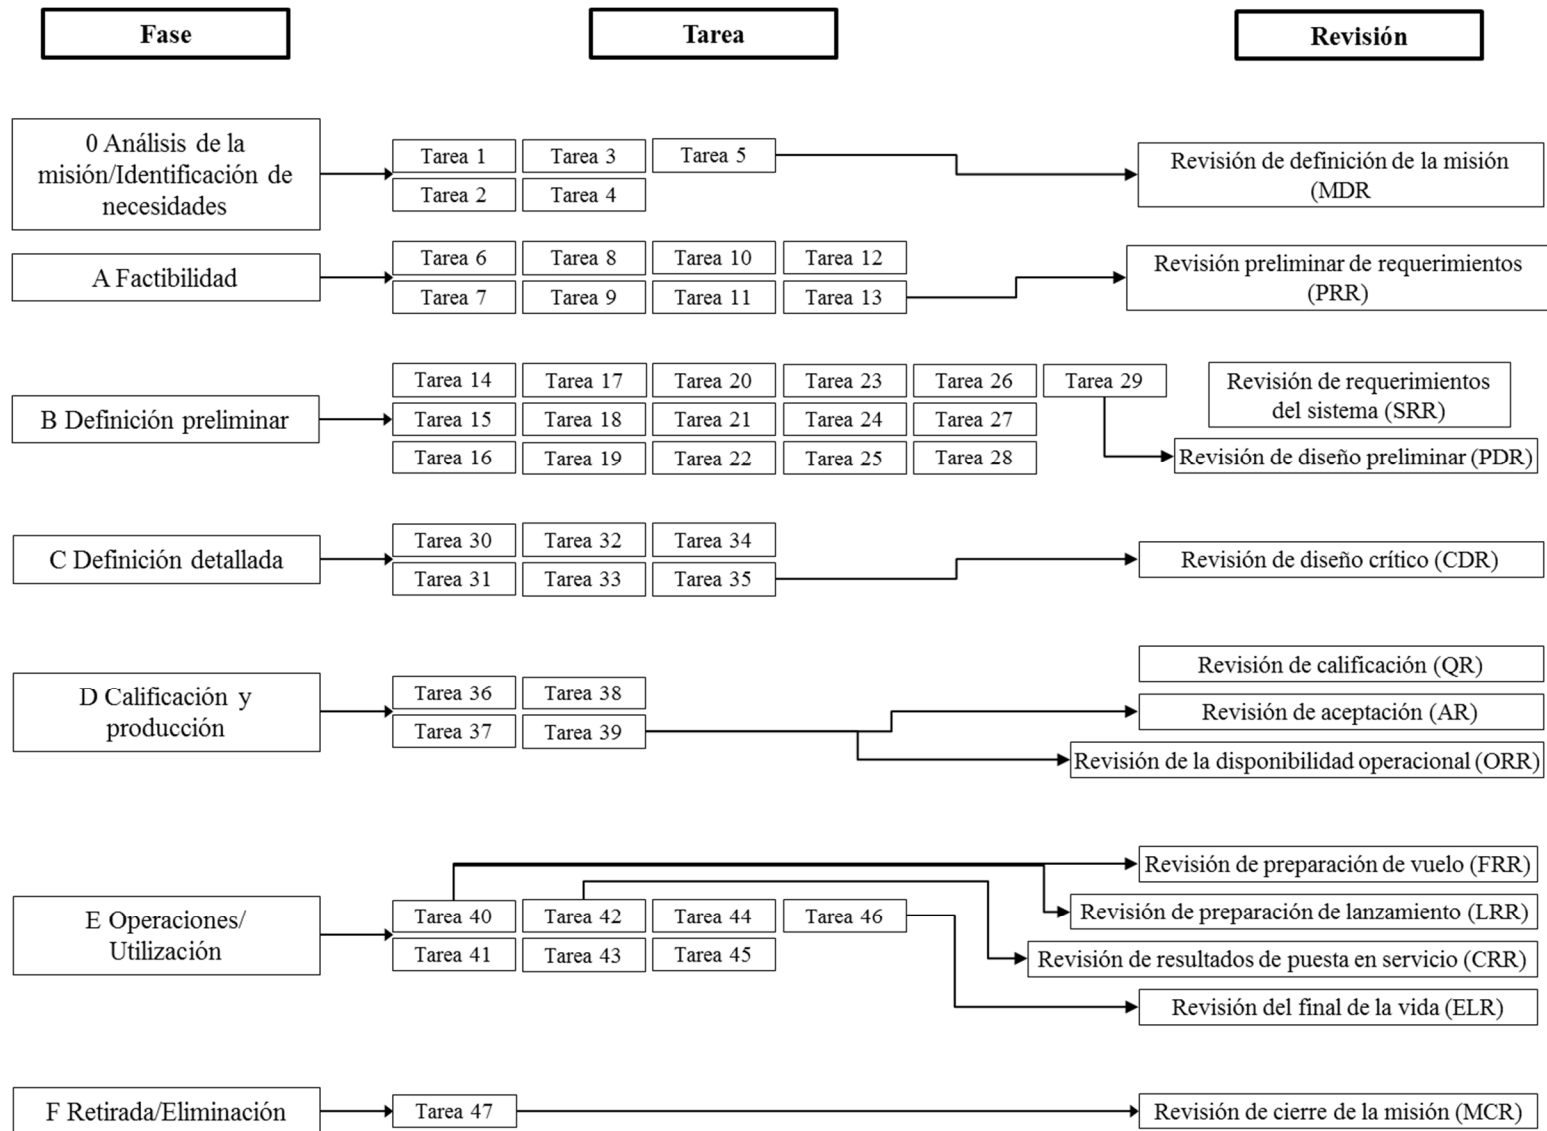 Fase
Tarea
Revisión
0 Análisis de la
misión/Identificación de
necesidades
Tarea 1
Tarea 3
Tarea 5
Tarea 2
Tarea 4
Revisión de definición de la misión
(MDR
A Factibilidad
Tarea 6
Tarea 8
Tarea 10
Tarea 12
Tarea 7
Tarea 9
Tarea 11
Tarea 13
Revisión preliminar de requerimientos
(PRR)
B Definición preliminar
Tarea 14
Tarea 17
Tarea 20
Tarea 23
Tarea 26
Tarea 29
Tarea 15
Tarea 18
Tarea 21
Tarea 24
Tarea 27
Tarea 16
Tarea 19
Tarea 22
Tarea 25
Tarea 28
Revisión de requerimientos
del sistema (SRR)
Revisión de diseño preliminar (PDR)
C Definición detallada
Tarea 30
Tarea 32
Tarea 34
Tarea 31
Tarea 33
Tarea 35
Revisión de diseño crítico (CDR)
D Calificación y
producción
Tarea 36
Tarea 38
Tarea 37
Tarea 39
Revisión de calificación (QR)
Revisión de aceptación (AR)
Revisión de la disponibilidad operacional (ORR)
E Operaciones/
Utilización
Tarea 40
Tarea 42
Tarea 44
Tarea 46
Tarea 41
Tarea 43
Tarea 45
Revisión de preparación de vuelo (FRR)
Revisión de preparación de lanzamiento (LRR)
Revisión de resultados de puesta en servicio (CRR)
Revisión del final de la vida (ELR)
F Retirada/Eliminación
Tarea 47
Revisión de cierre de la misión (MCR)